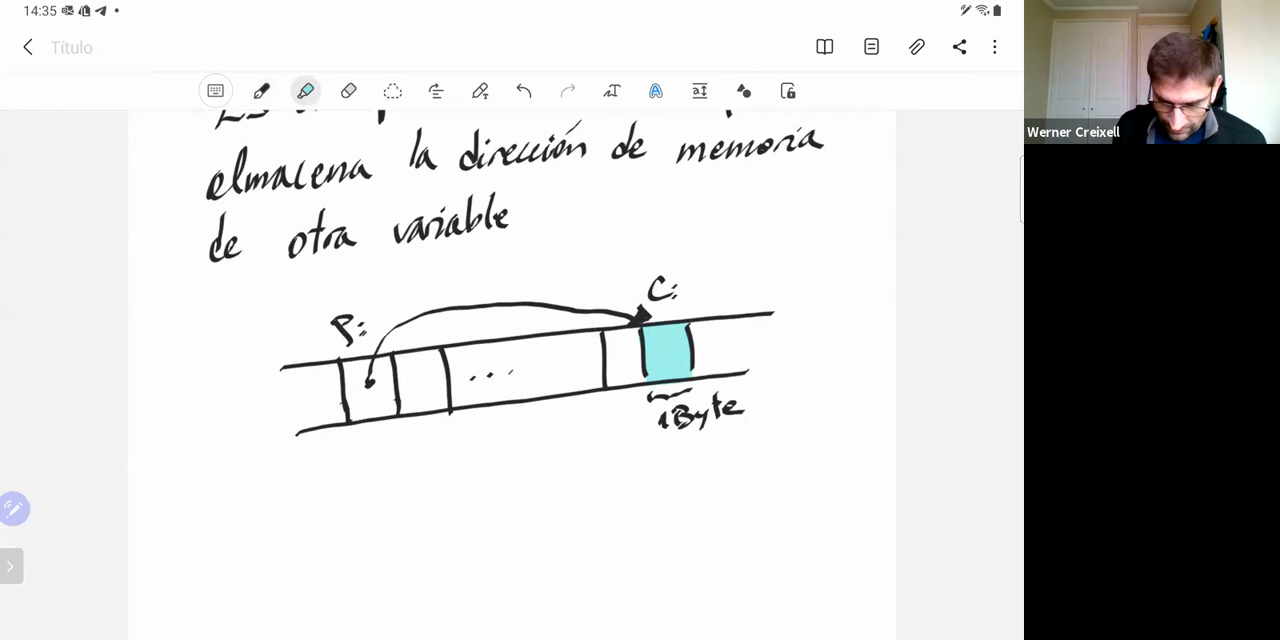 14:35
Título
almacena la dirección de memoria
de otra variable
P:
C:
...
1Byte
Werner Creixell